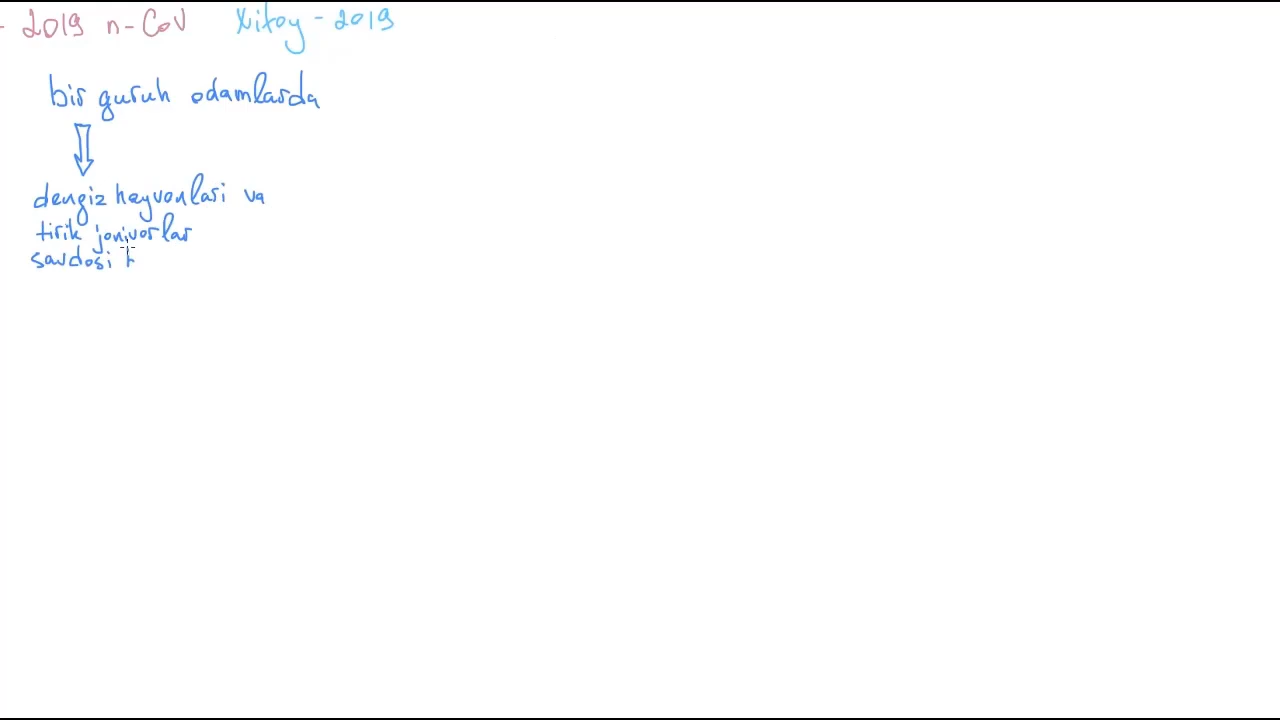 - 2019 n-CoV Xitoy - 2019
bir guruh odamlarda
dengiz hayvonlari va
tirik jonivorlar
savdosi